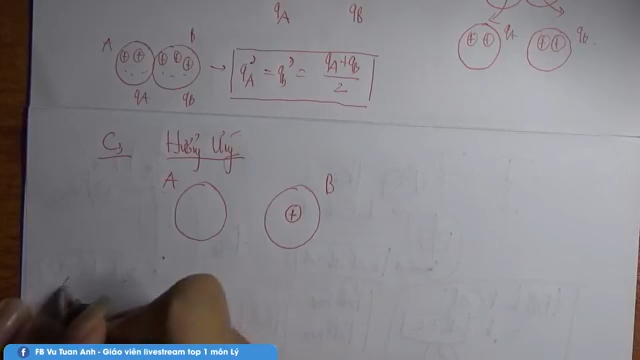 qA qB
A B qA qB
⊕ ⊕ ⊕ ⊕ ⊕ → q'A = q'B = (qA + qB)/2 ⊕ ⊕ ⊕ ⊕
qA qB
C, Hưởng Ứng
A B
⊕
FB Vu Tuan Anh - Giáo viên livestream top 1 môn Lý